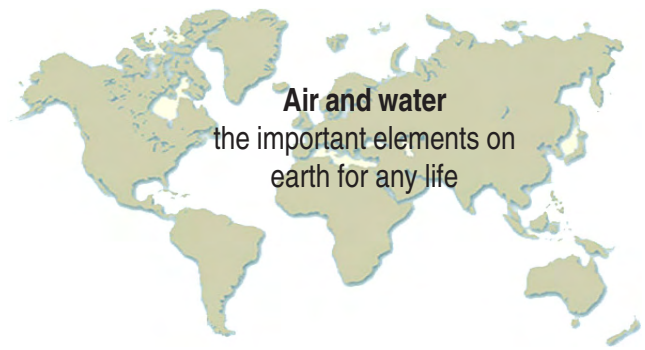 Air and water
the important elements on
earth for any life